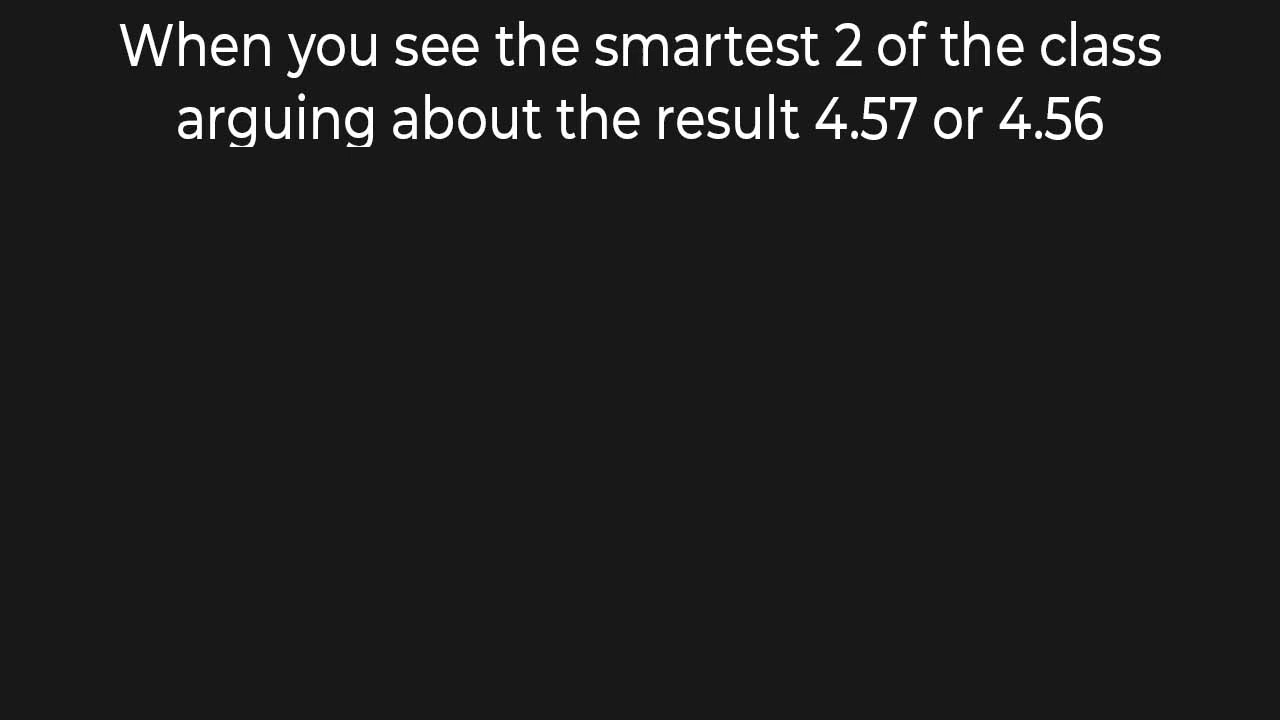 When you see the smartest 2 of the class
arguing about the result 4.57 or 4.56